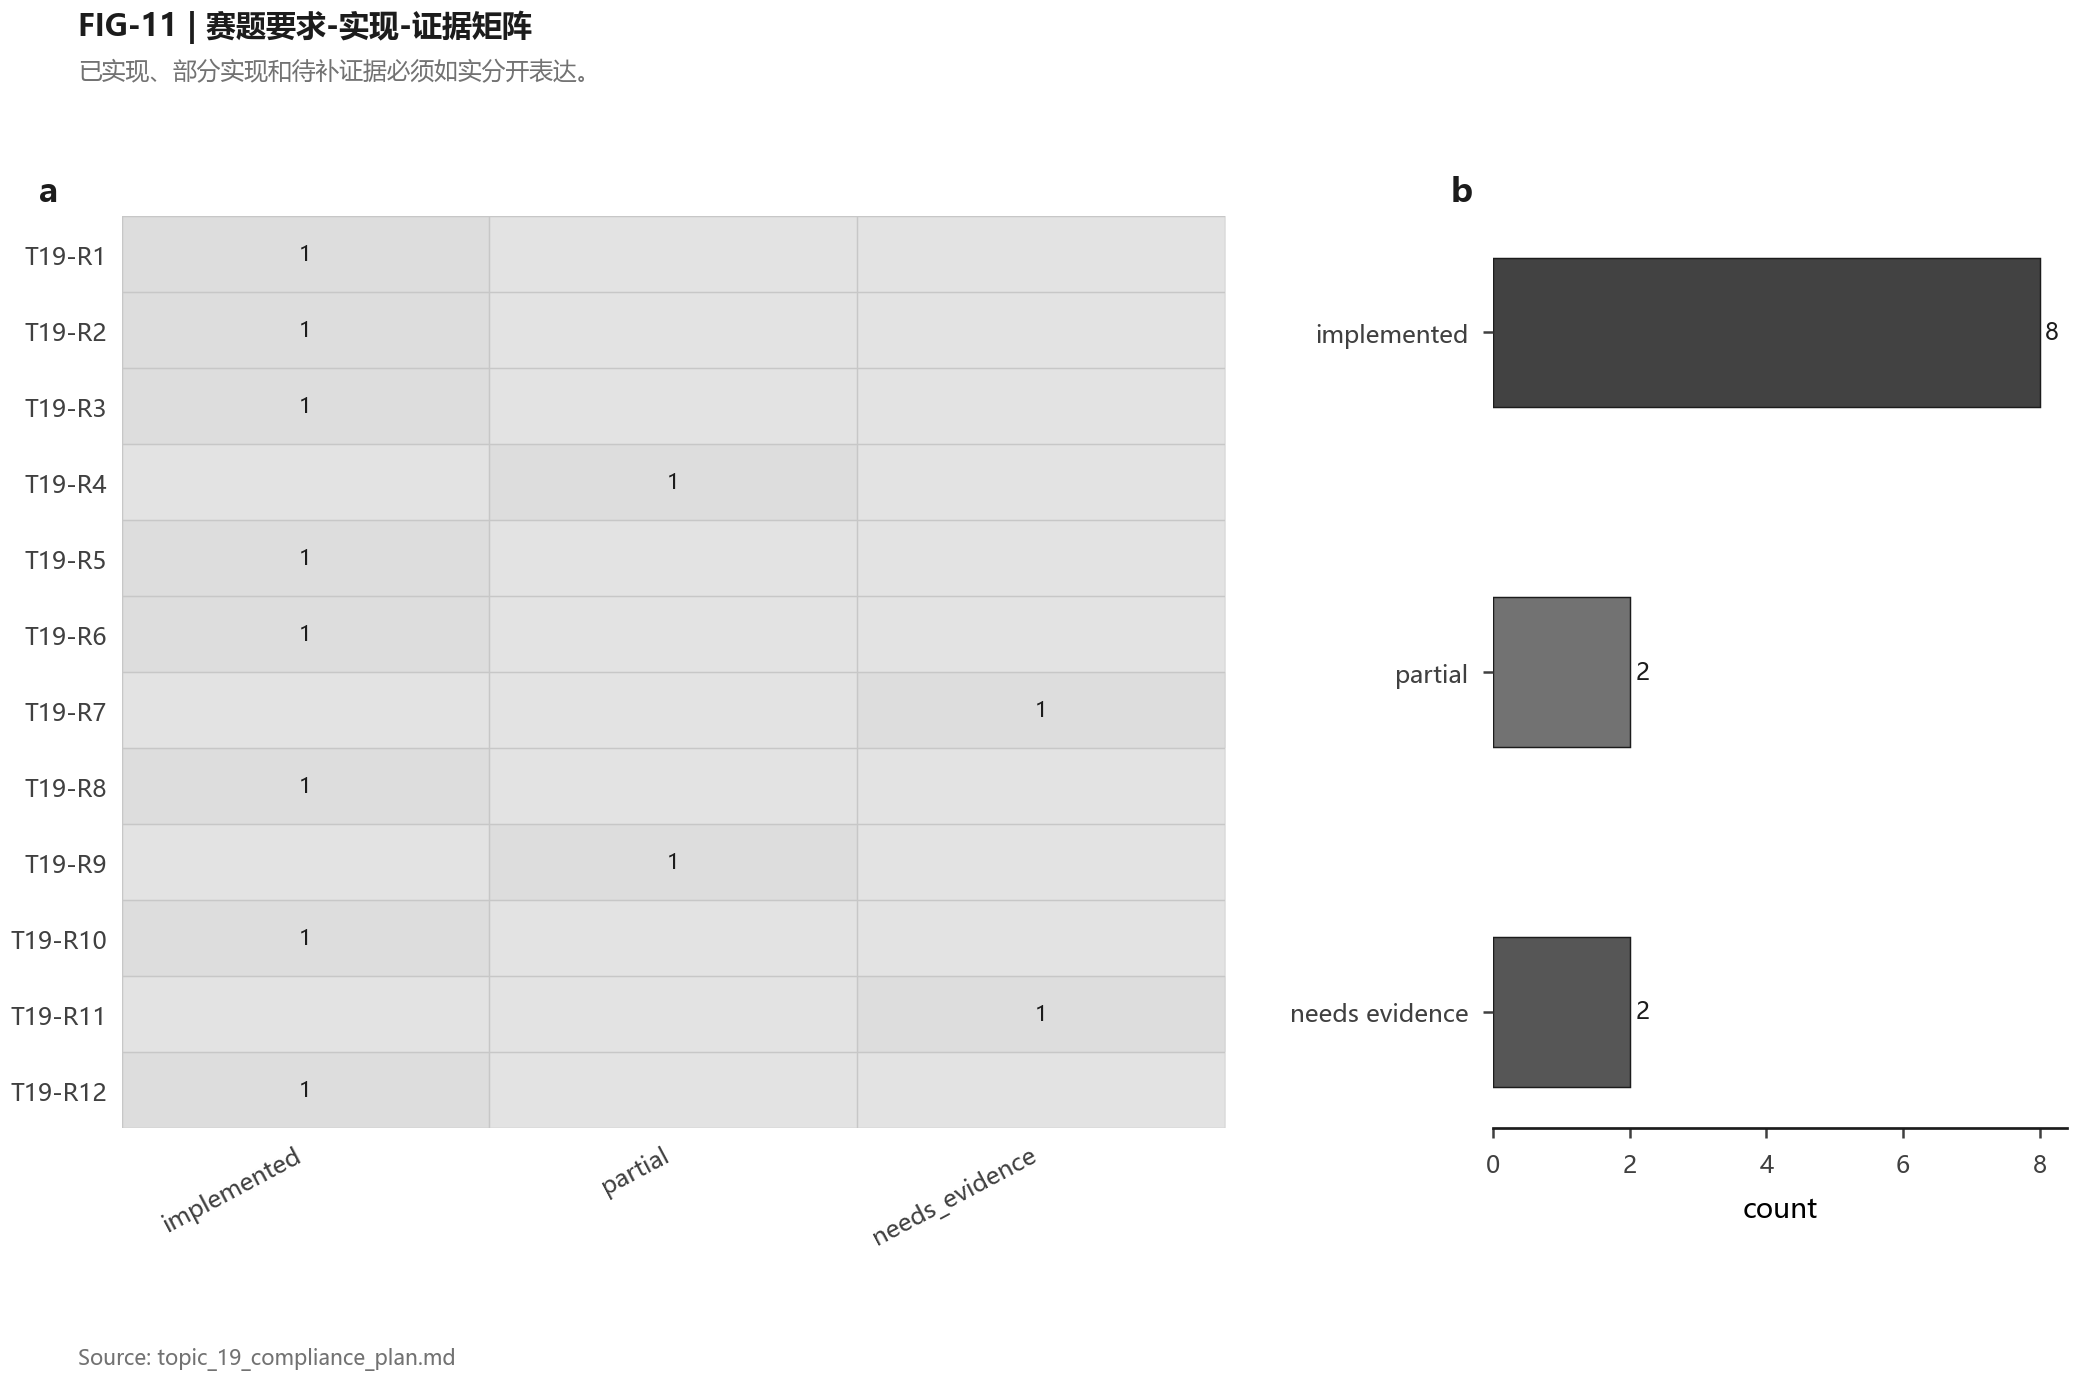 FIG-11 | 赛题要求-实现-证据矩阵
已实现、部分实现和待补证据必须如实分开表达。
a
T19-R1 1
T19-R2 1
T19-R3 1
T19-R4 1
T19-R5 1
T19-R6 1
T19-R7 1
T19-R8 1
T19-R9 1
T19-R10 1
T19-R11 1
T19-R12 1
implemented
partial
needs_evidence
b
implemented 8
partial 2
needs evidence 2
0 2 4 6 8
count
Source: topic_19_compliance_plan.md